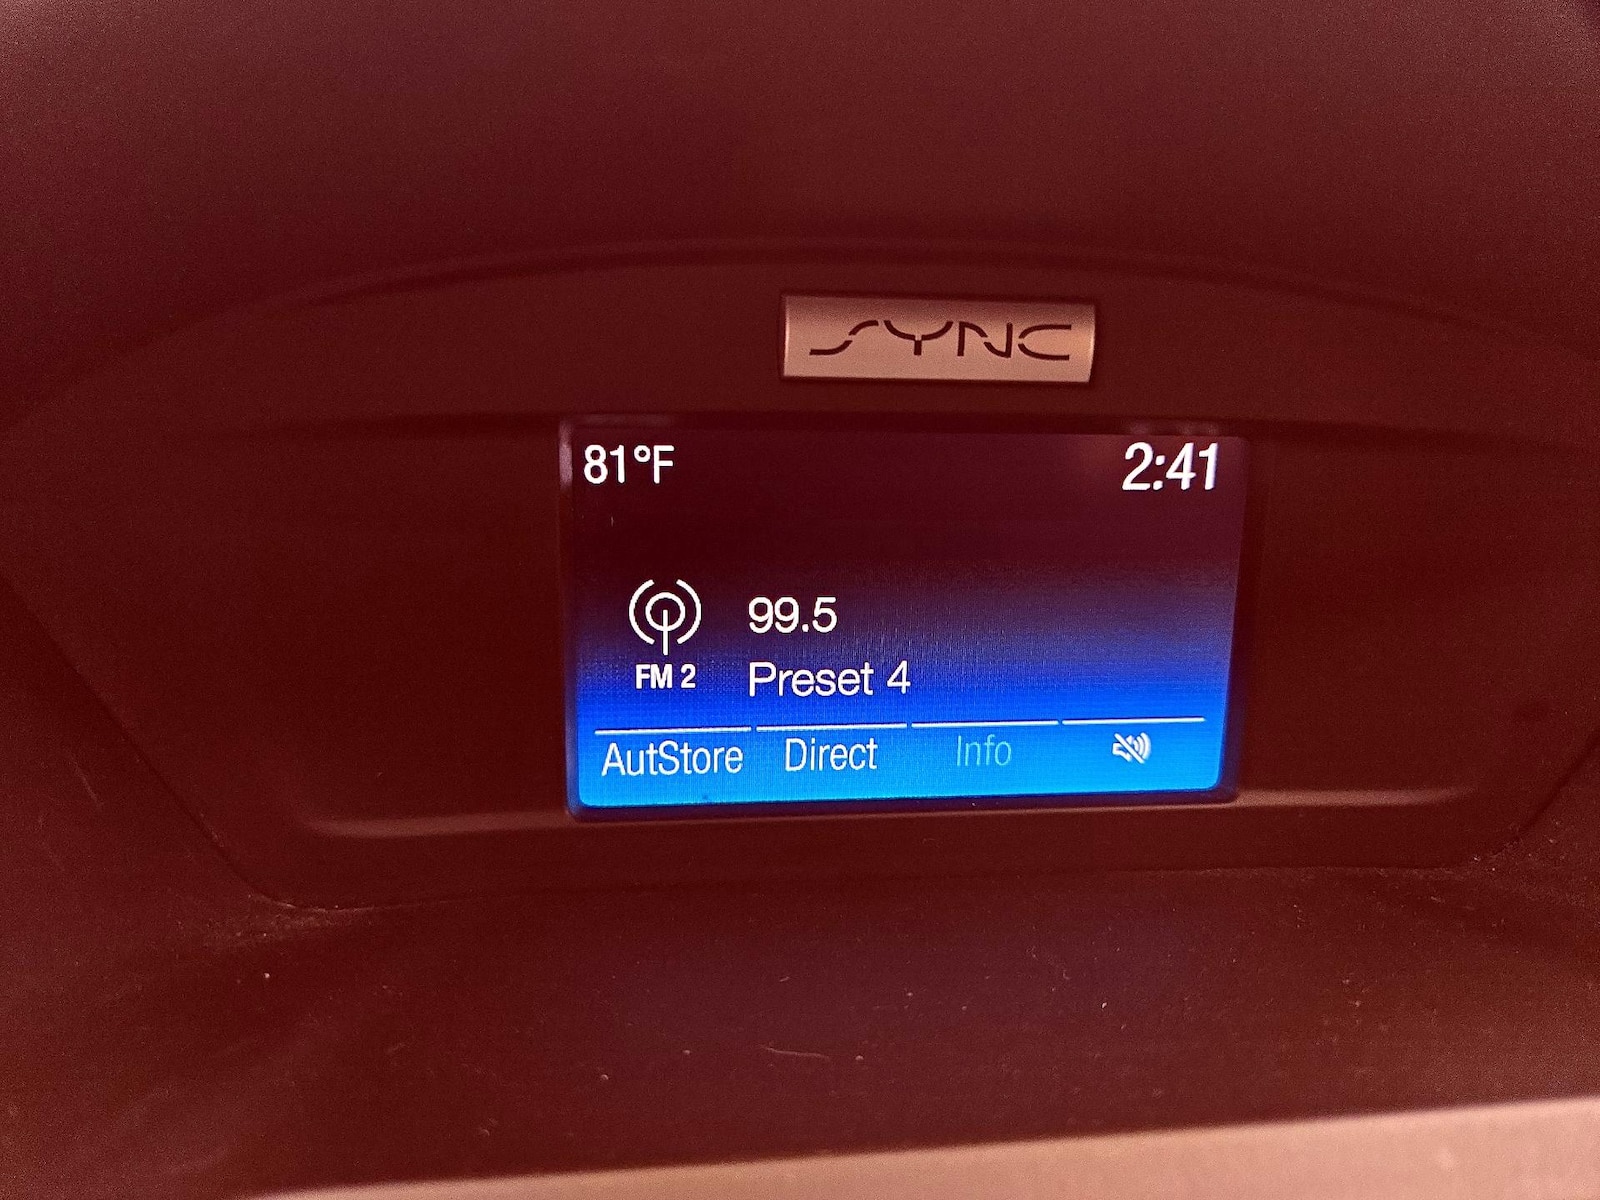 SYNC
81°F 2:41
99.5
FM 2 Preset 4
AutStore Direct Info